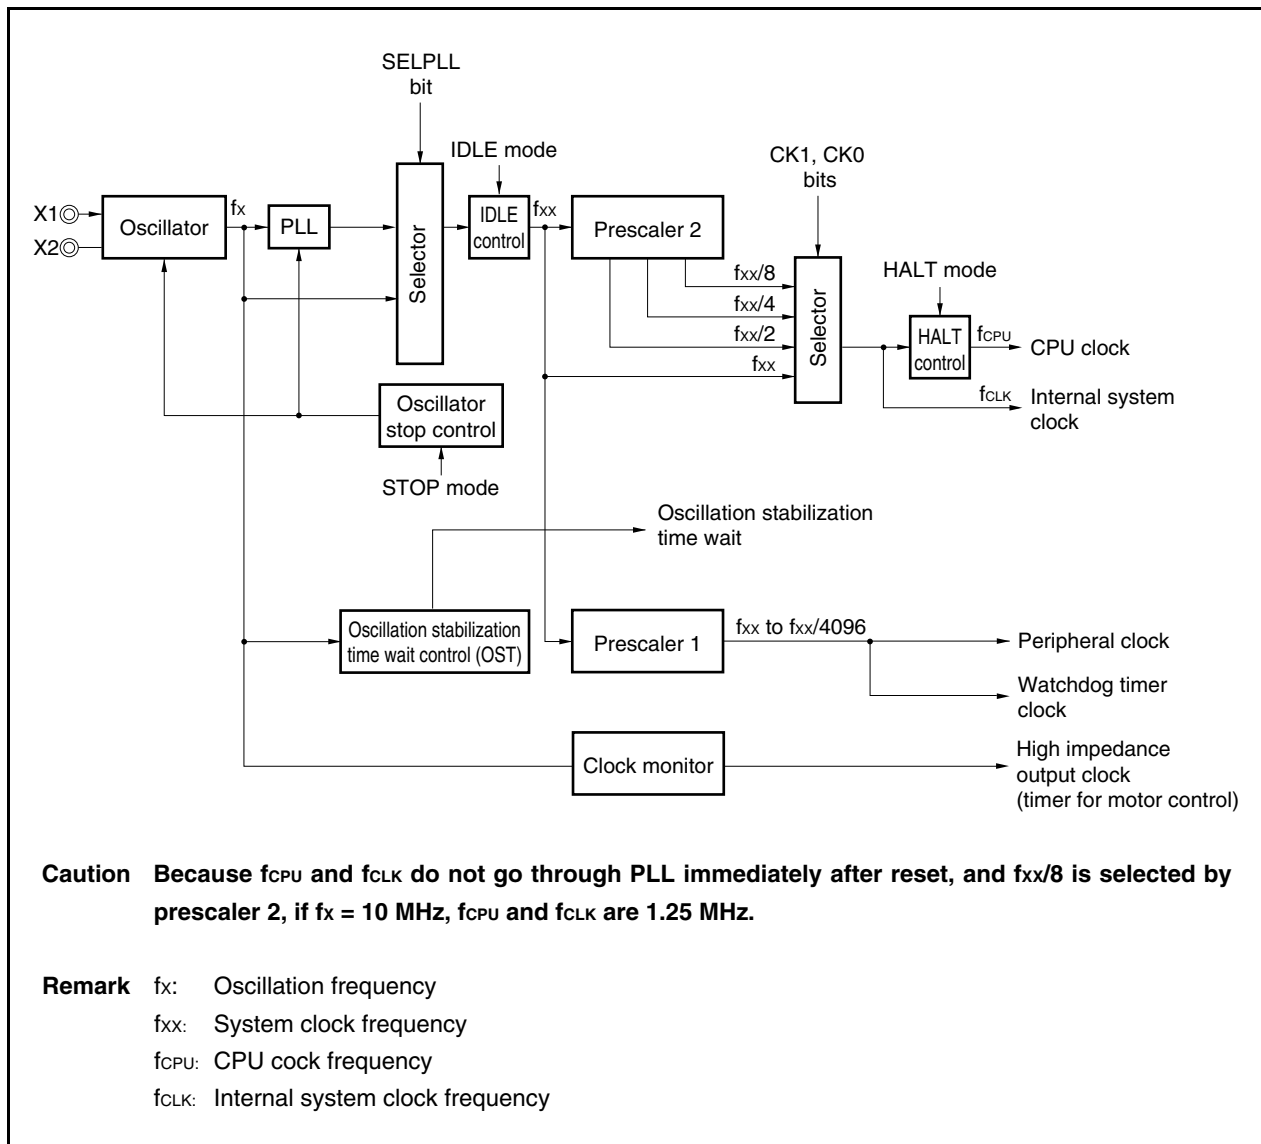 SELPLL
bit
IDLE mode
CK1, CK0
bits
X1
X2
Oscillator
fX
PLL
Selector
IDLE
control
fXX
Prescaler 2
fXX/8
fXX/4
fXX/2
fXX
Selector
HALT mode
HALT
control
fCPU
CPU clock
fCLK
Internal system
clock
Oscillator
stop control
STOP mode
Oscillation stabilization
time wait
Oscillation stabilization
time wait control (OST)
Prescaler 1
fXX to fXX/4096
Peripheral clock
Watchdog timer
clock
Clock monitor
High impedance
output clock
(timer for motor control)
Caution Because fCPU and fCLK do not go through PLL immediately after reset, and fXX/8 is selected by
prescaler 2, if fX = 10 MHz, fCPU and fCLK are 1.25 MHz.
Remark fX: Oscillation frequency
fXX: System clock frequency
fCPU: CPU cock frequency
fCLK: Internal system clock frequency